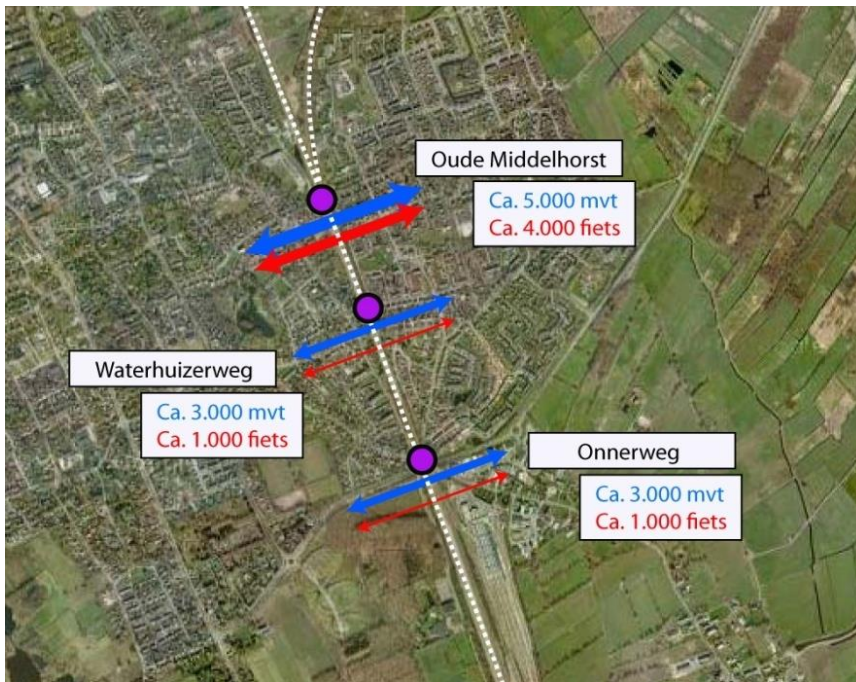 Oude Middelhorst
Ca. 5.000 mvt
Ca. 4.000 fiets
Waterhuizerweg
Ca. 3.000 mvt
Ca. 1.000 fiets
Onnerweg
Ca. 3.000 mvt
Ca. 1.000 fiets